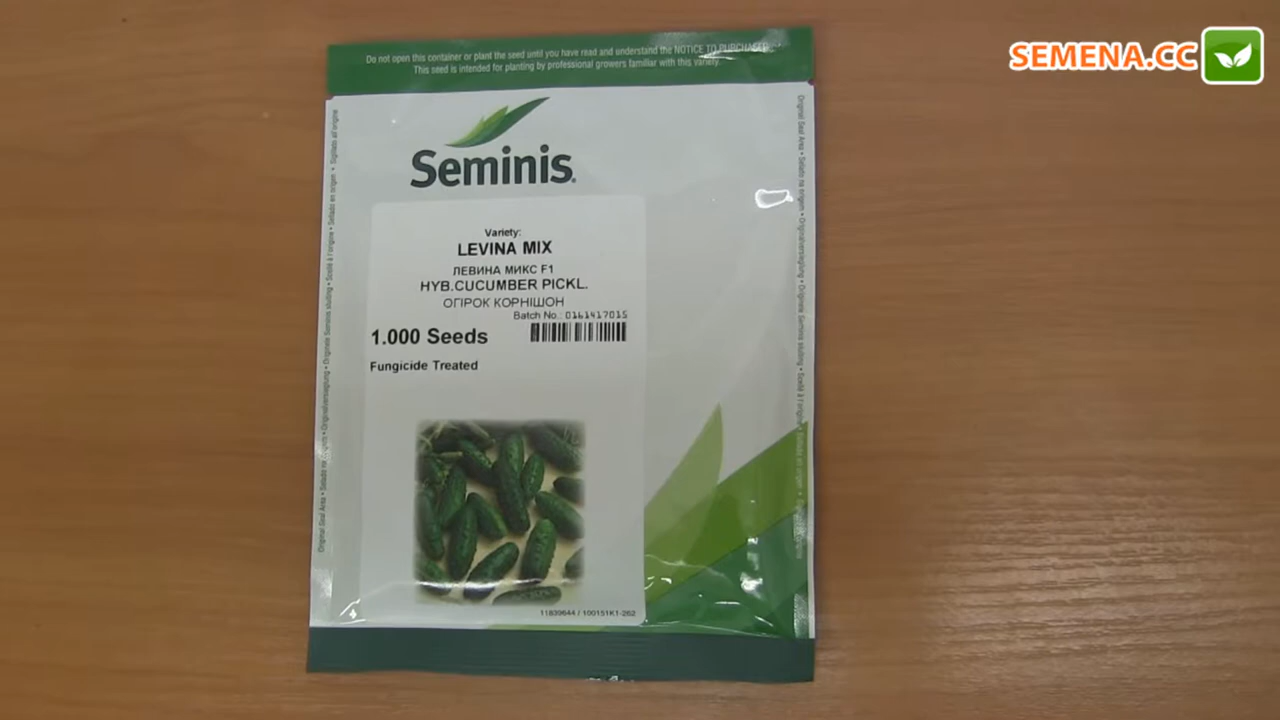 SEMENA.CC
Do not open this container or plant the seed until you have read and understand the NOTICE TO PURCHASER.
This seed is intended for planting by professional growers familiar with this variety.
Seminis
Variety:
LEVINA MIX
ЛЕВИНА МИКС F1
HYB.CUCUMBER PICKL.
ОГІРОК КОРНІШОН
Batch No.: 0161417015
1.000 Seeds
Fungicide Treated
11839644 / 100151K1-262